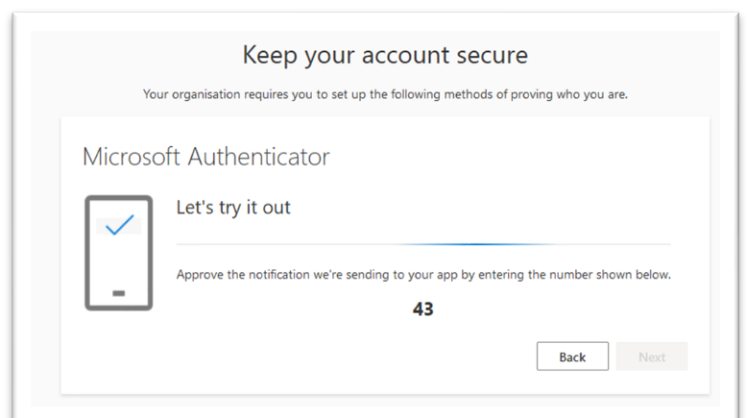 Keep your account secure
Your organisation requires you to set up the following methods of proving who you are.
Microsoft Authenticator
Let's try it out
Approve the notification we're sending to your app by entering the number shown below.
43
Back Next